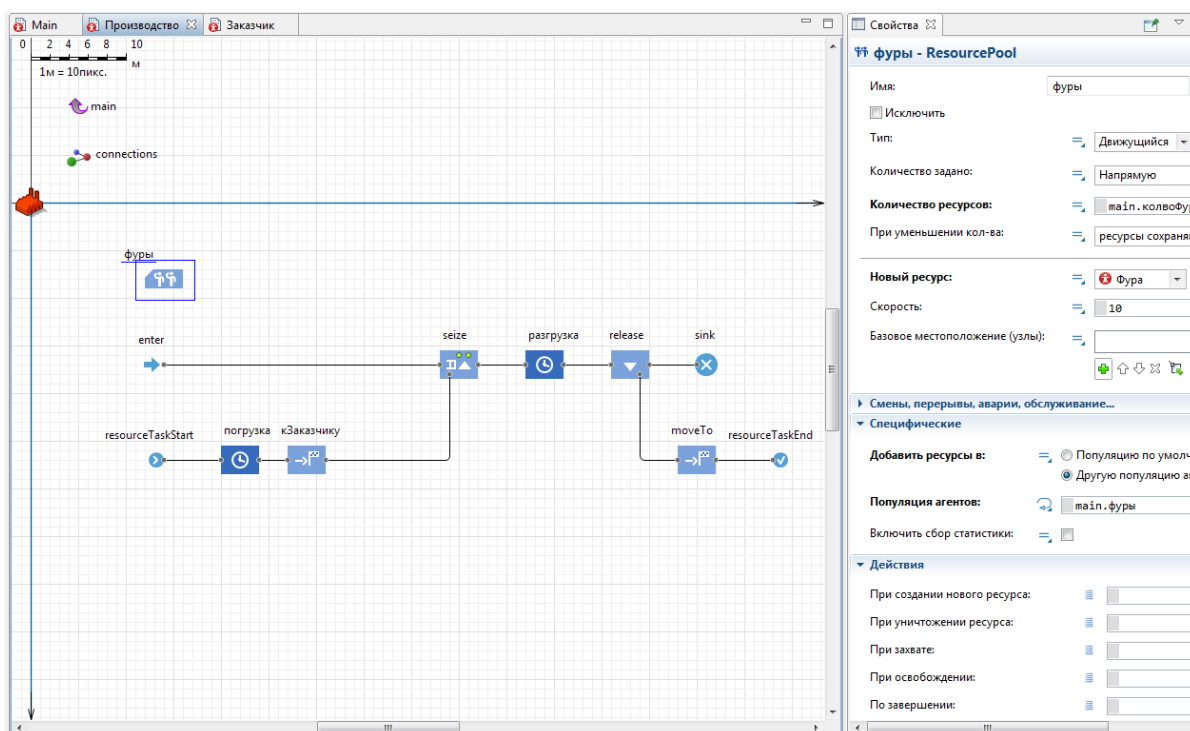 Main
Производство
Заказчик
0 2 4 6 8 10
м
1м = 10пикс.
main
connections
фуры
enter
seize
разгрузка
release
sink
resourceTaskStart
погрузка
кЗаказчику
moveTo
resourceTaskEnd
Свойства
фуры - ResourcePool
Имя: фуры
Исключить
Тип: Движущийся
Количество задано: Напрямую
Количество ресурсов: main.колвоФур
При уменьшении кол-ва: ресурсы сохраня
Новый ресурс: Фура
Скорость: 10
Базовое местоположение (узлы):
Смены, перерывы, аварии, обслуживание...
Специфические
Добавить ресурсы в: Популяцию по умолч
Другую популяцию а
Популяция агентов: main.фуры
Включить сбор статистики:
Действия
При создании нового ресурса:
При уничтожении ресурса:
При захвате:
При освобождении:
По завершении: